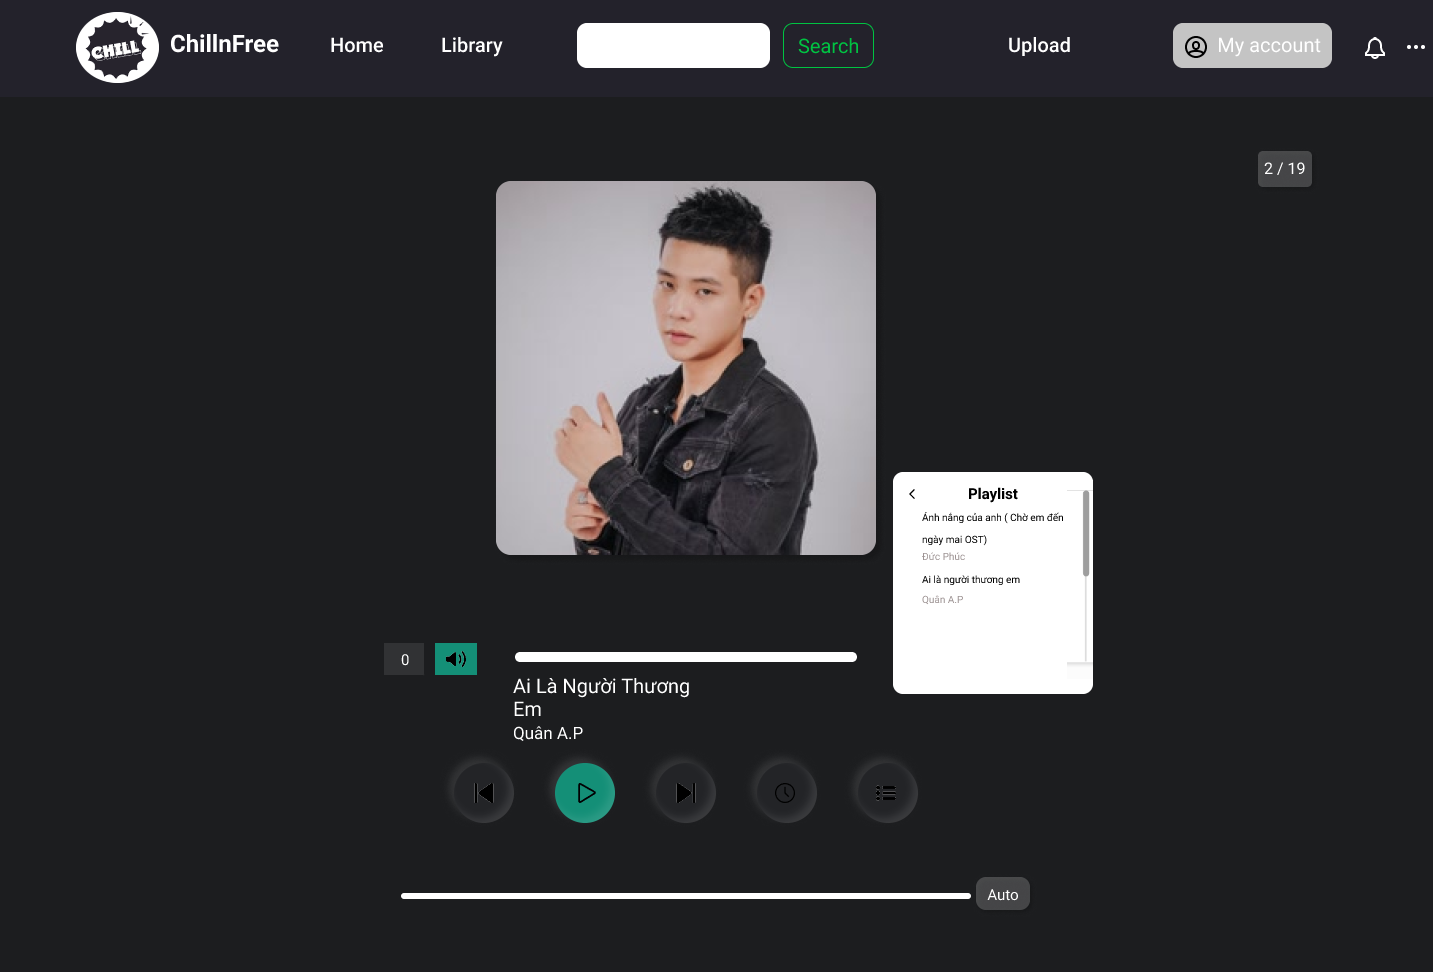 CHILL
ChillnFree
Home
Library
Search
Upload
My account
2 / 19
Playlist
Ánh nắng của anh ( Chờ em đến
ngày mai OST)
Đức Phúc
Ai là người thương em
Quân A.P
0
Ai Là Người Thương
Em
Quân A.P
Auto